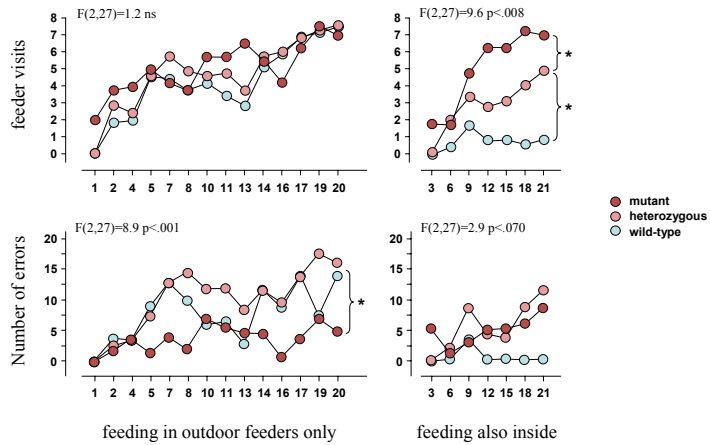 F(2,27)=1.2 ns
F(2,27)=9.6 p<.008
feeder visits
8
7
6
5
4
3
2
1
0
1 2 4 5 7 8 10 11 13 14 16 17 19 20
8
7
6
5
4
3
2
1
0
*
*
3 6 9 12 15 18 21
mutant
heterozygous
wild-type
F(2,27)=8.9 p<.001
F(2,27)=2.9 p<.070
Number of errors
20
15
10
5
0
*
1 2 4 5 7 8 10 11 13 14 16 17 19 20
20
15
10
5
0
3 6 9 12 15 18 21
feeding in outdoor feeders only
feeding also inside